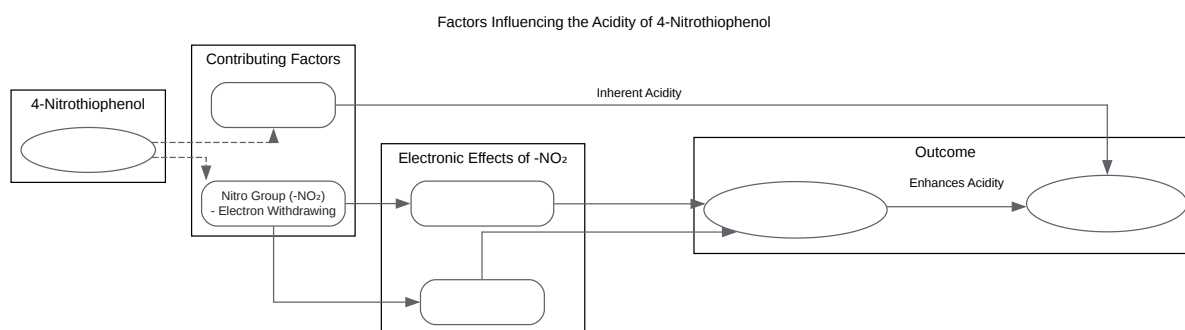 Factors Influencing the Acidity of 4-Nitrothiophenol
Contributing Factors
4-Nitrothiophenol
Inherent Acidity
Electronic Effects of -NO₂
Outcome
Nitro Group (-NO₂)
- Electron Withdrawing
Enhances Acidity